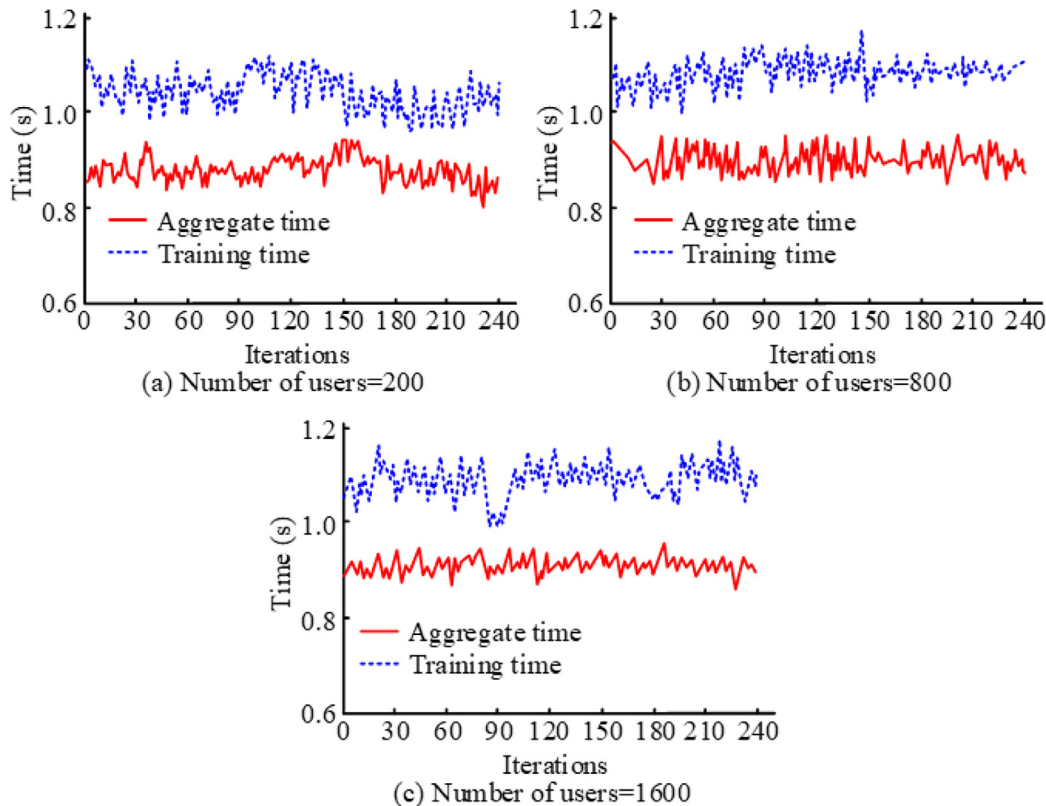 1.2
1.0
0.8
0.6
Time (s)
Aggregate time
Training time
0 30 60 90 120 150 180 210 240
Iterations
(a) Number of users=200
1.2
1.0
0.8
0.6
Time (s)
Aggregate time
Training time
0 30 60 90 120 150 180 210 240
Iterations
(b) Number of users=800
1.2
1.0
0.8
0.6
Time (s)
Aggregate time
Training time
0 30 60 90 120 150 180 210 240
Iterations
(c) Number of users=1600